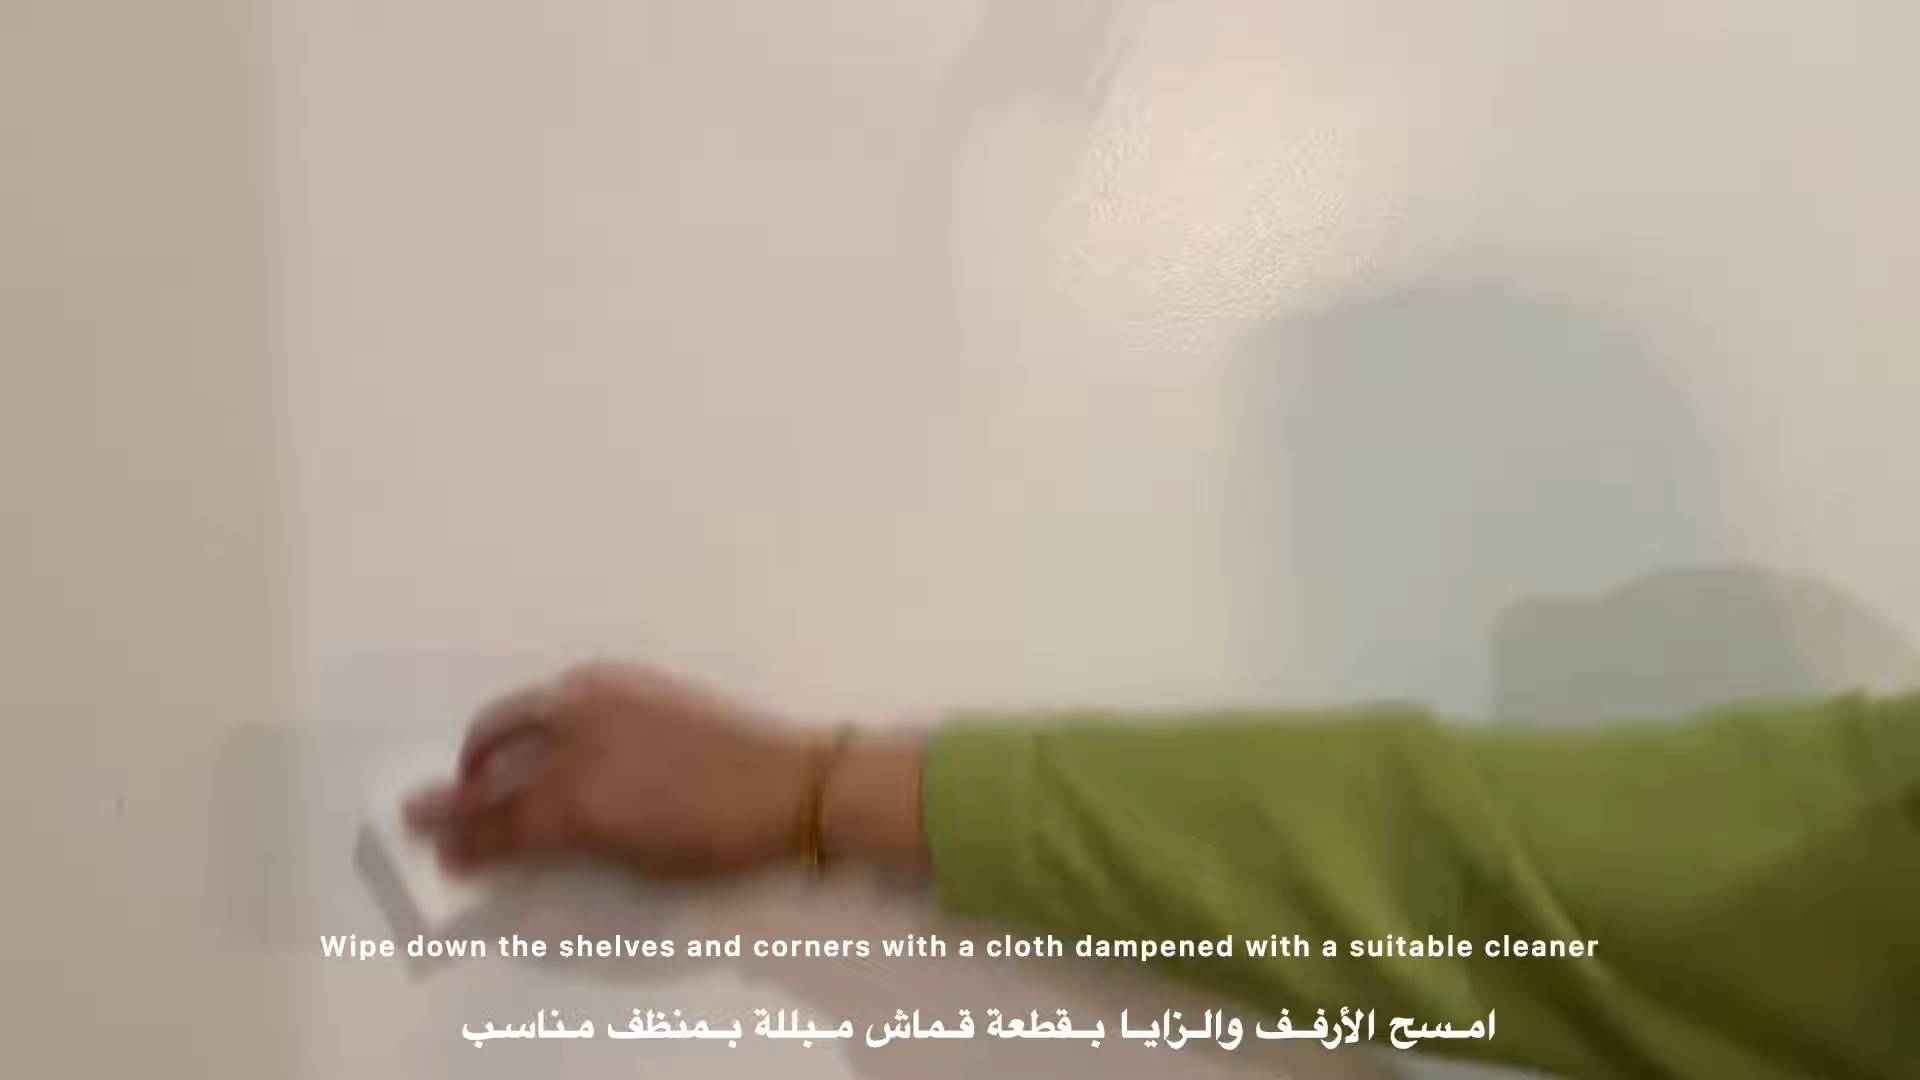 Wipe down the shelves and corners with a cloth dampened with a suitable cleaner
امسح الأرفف والزايا بقطعة قماش مبللة بمنظف مناسب